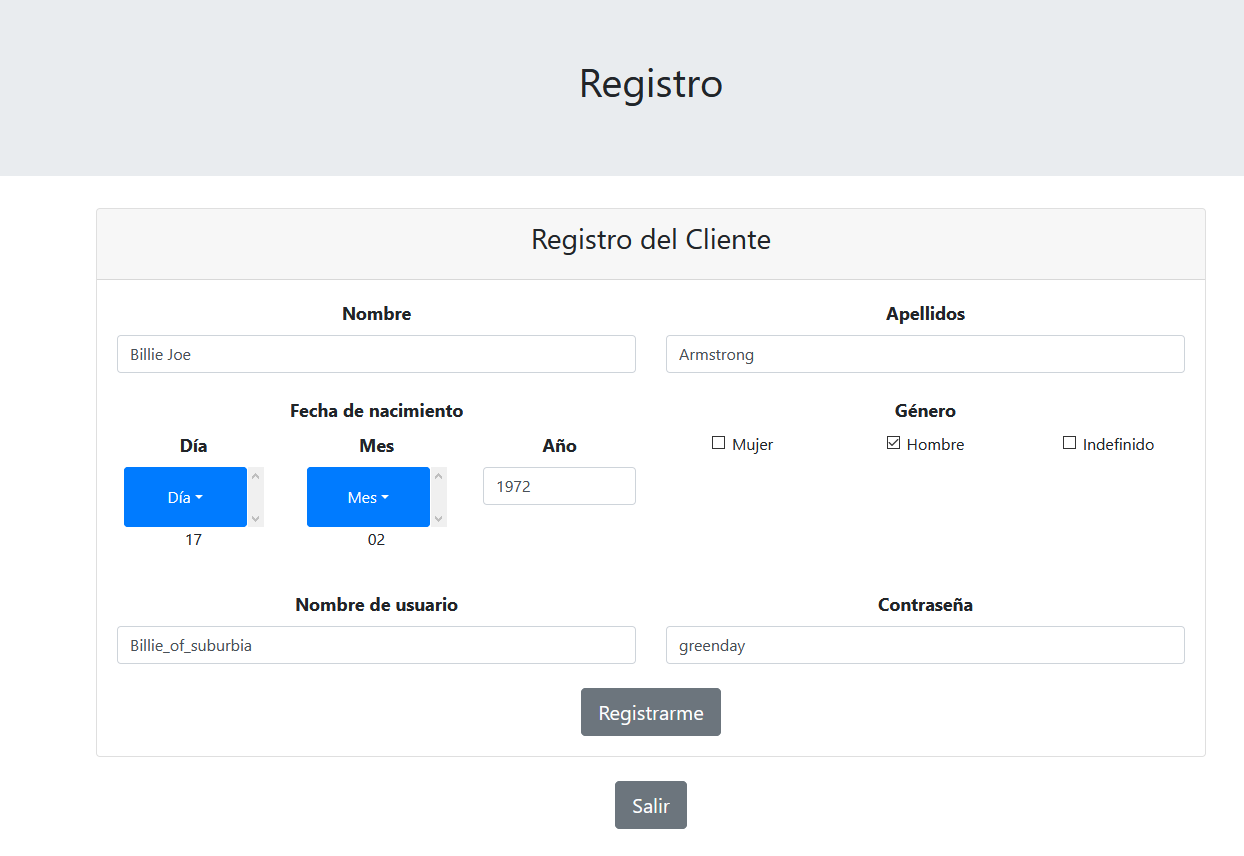 Registro
Registro del Cliente
Nombre
Apellidos
Billie Joe
Armstrong
Fecha de nacimiento
Género
Día
Mes
Año
Mujer
Hombre
Indefinido
Día
Mes
1972
17
02
Nombre de usuario
Contraseña
Billie_of_suburbia
greenday
Registrarme
Salir